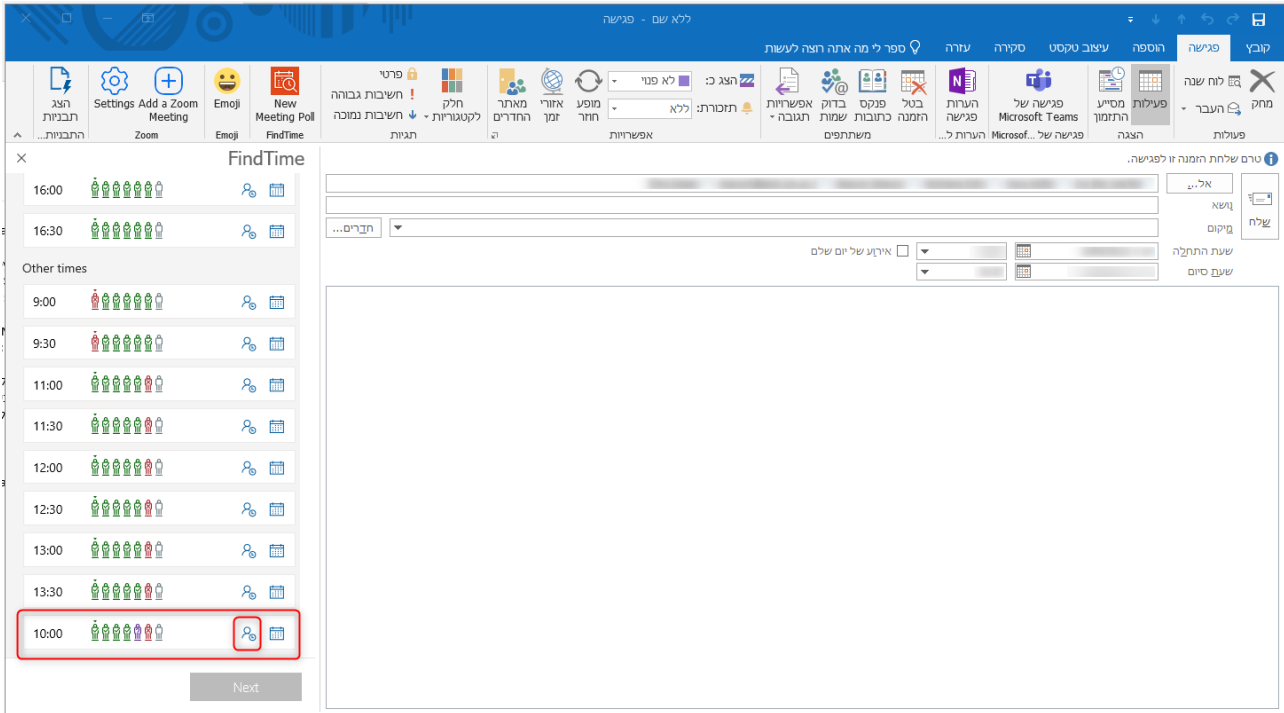 ללא שם - פגישה
קובץ
פגישה
הוספה
עיצוב טקסט
סקירה
עזרה
ספר לי מה אתה רוצה לעשות
מחק
לוח שנה
העבר
פעולות
פעילות
מסייע התזמון
הצגה
פגישה של
Microsoft Teams
פגישה של ...Microsof
הערות
פגישה
הערות ל...
בטל
הזמנה
פנקס
כתובות
בדוק
שמות
אפשרויות
תגובה
משתתפים
הצג כ:
לא פנוי
תזכורת:
ללא
מופע
חוזר
אזורי
זמן
מאתר
החדרים
אפשרויות
חלק
לקטגוריות
פרטי
חשיבות גבוהה
חשיבות נמוכה
תגיות
New
Meeting Poll
FindTime
Emoji
Emoji
Add a Zoom
Meeting
Settings
Zoom
הצג
תבניות
התבניות...
טרם שלחת הזמנה זו לפגישה.
שלח
אל...
נושא
מיקום
חדרים...
שעת התחלה
אירוע של יום שלם
שעת סיום
FindTime
16:00
16:30
Other times
9:00
9:30
11:00
11:30
12:00
12:30
13:00
13:30
10:00
Next